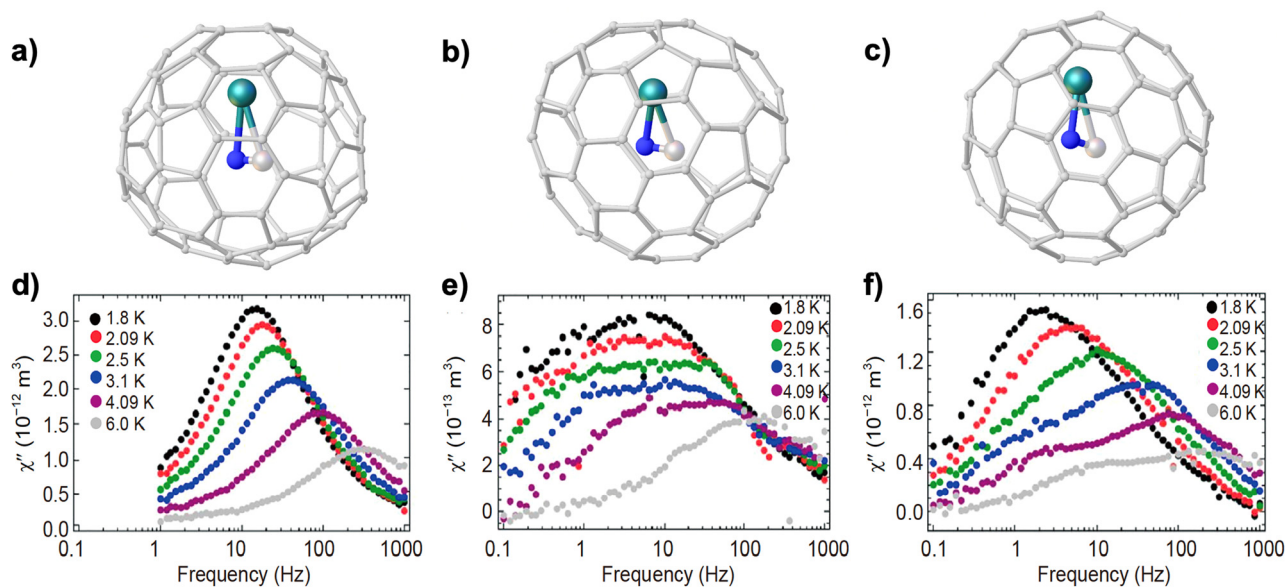 a)
b)
c)
d)
3.0
2.5
2.0
1.5
1.0
0.5
0.0
χ″ (10⁻¹² m³)
1.8 K
2.09 K
2.5 K
3.1 K
4.09 K
6.0 K
0.1 1 10 100 1000
Frequency (Hz)
e)
8
6
4
2
0
χ″ (10⁻¹³ m³)
1.8 K
2.09 K
2.5 K
3.1 K
4.09 K
6.0 K
0.1 1 10 100 1000
Frequency (Hz)
f)
1.6
1.2
0.8
0.4
0.0
χ″ (10⁻¹² m³)
1.8 K
2.09 K
2.5 K
3.1 K
4.09 K
6.0 K
0.1 1 10 100 1000
Frequency (Hz)